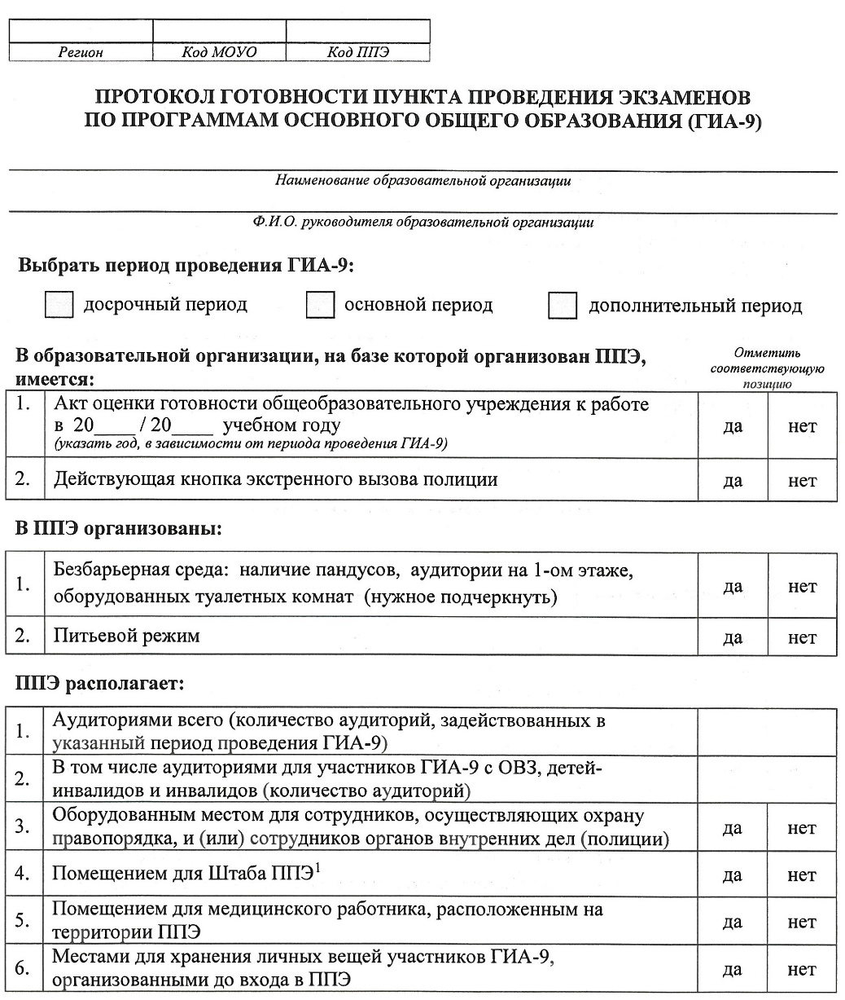 Регион Код МОУО Код ППЭ
ПРОТОКОЛ ГОТОВНОСТИ ПУНКТА ПРОВЕДЕНИЯ ЭКЗАМЕНОВ
ПО ПРОГРАММАМ ОСНОВНОГО ОБЩЕГО ОБРАЗОВАНИЯ (ГИА-9)
Наименование образовательной организации
Ф.И.О. руководителя образовательной организации
Выбрать период проведения ГИА-9:
досрочный период основной период дополнительный период
В образовательной организации, на базе которой организован ППЭ,
имеется:
Отметить
соответствующую
позицию
1. Акт оценки готовности общеобразовательного учреждения к работе
в 20____ / 20____ учебном году
(указать год, в зависимости от периода проведения ГИА-9)
да нет
2. Действующая кнопка экстренного вызова полиции да нет
В ППЭ организованы:
1. Безбарьерная среда: наличие пандусов, аудитории на 1-ом этаже,
оборудованных туалетных комнат (нужное подчеркнуть)
да нет
2. Питьевой режим да нет
ППЭ располагает:
1. Аудиториями всего (количество аудиторий, задействованных в
указанный период проведения ГИА-9)
2. В том числе аудиториями для участников ГИА-9 с ОВЗ, детей-
инвалидов и инвалидов (количество аудиторий)
3. Оборудованным местом для сотрудников, осуществляющих охрану
правопорядка, и (или) сотрудников органов внутренних дел (полиции)
да нет
4. Помещением для Штаба ППЭ¹ да нет
5. Помещением для медицинского работника, расположенным на
территории ППЭ
да нет
6. Местами для хранения личных вещей участников ГИА-9,
организованными до входа в ППЭ
да нет